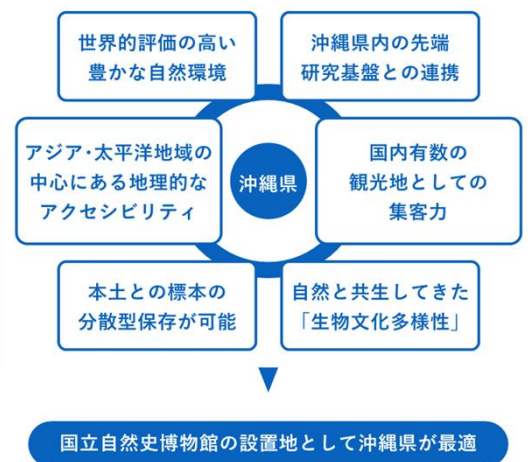 世界的評価の高い
豊かな自然環境
沖縄県内の先端
研究基盤との連携
アジア・太平洋地域の
中心にある地理的な
アクセシビリティ
沖縄県
国内有数の
観光地としての
集客力
本土との標本の
分散型保存が可能
自然と共生してきた
「生物文化多様性」
国立自然史博物館の設置地として沖縄県が最適